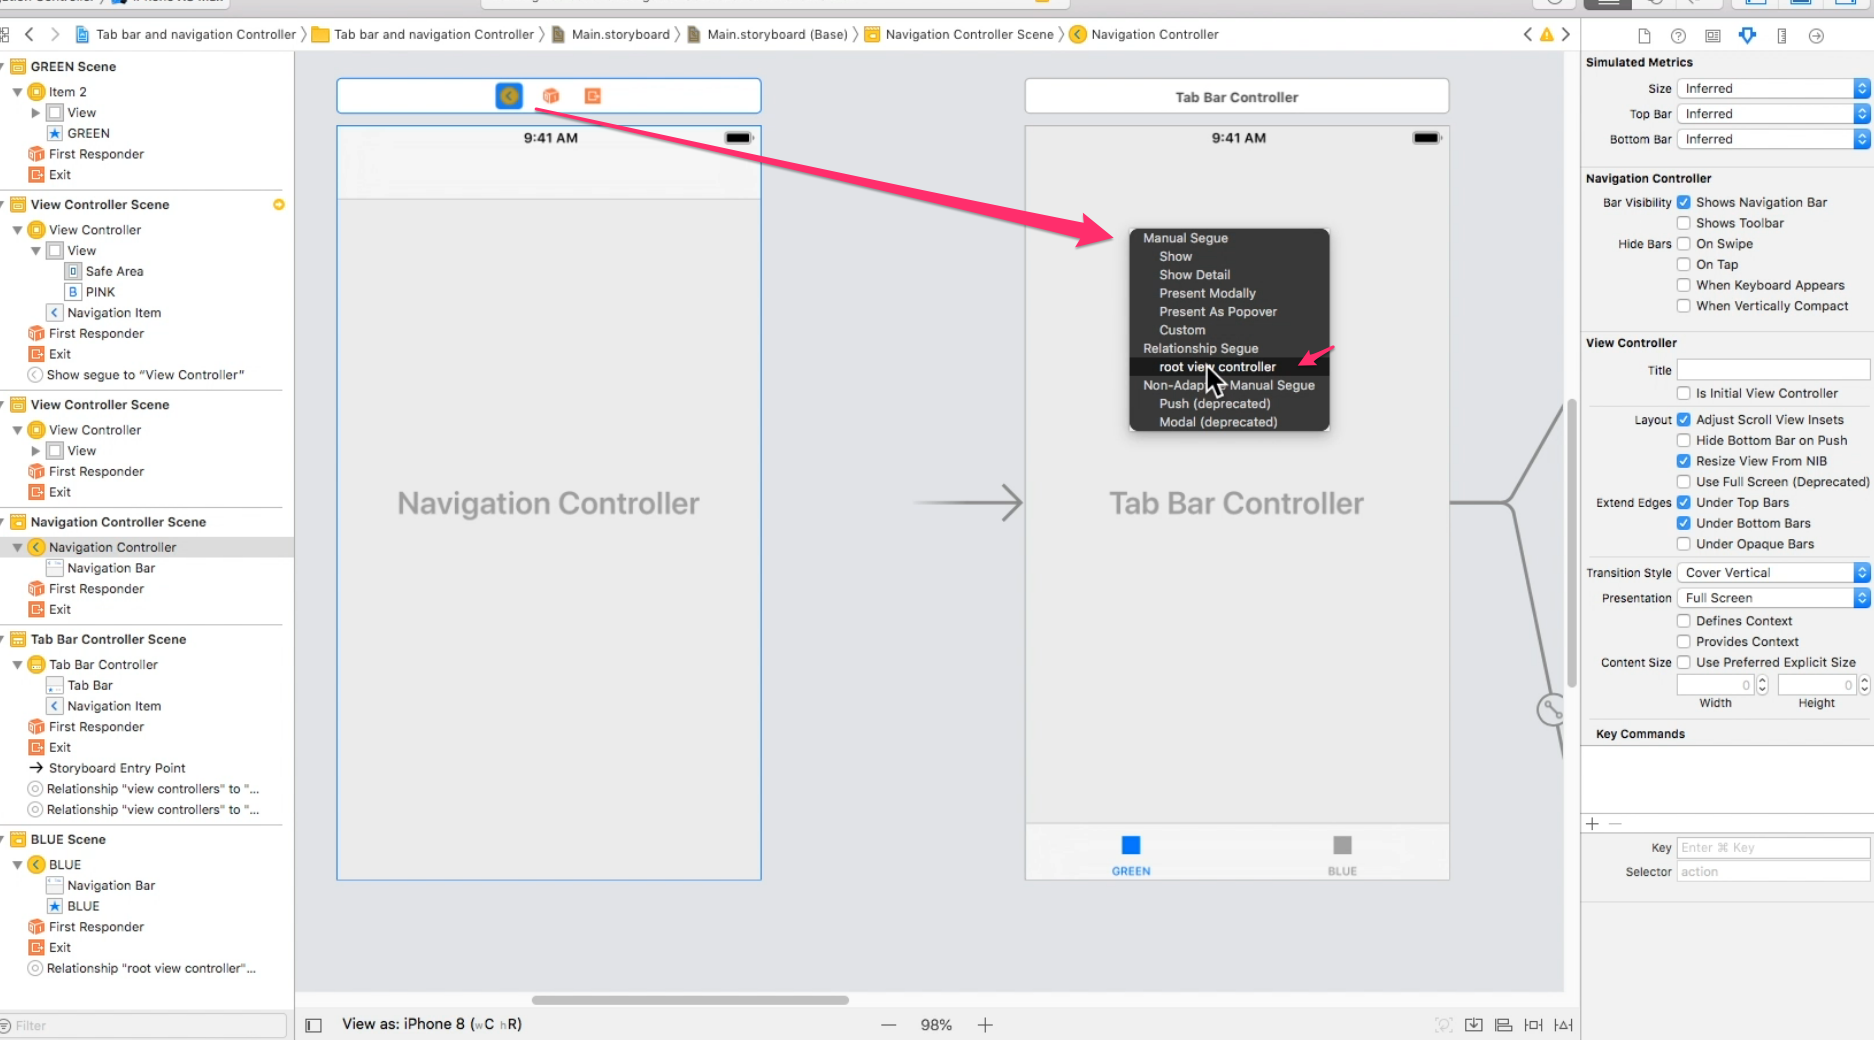 Tab bar and navigation Controller
Tab bar and navigation Controller
Main.storyboard
Main.storyboard (Base)
Navigation Controller Scene
Navigation Controller
GREEN Scene
Item 2
View
GREEN
First Responder
Exit
View Controller Scene
View Controller
View
Safe Area
B PINK
Navigation Item
First Responder
Exit
Show segue to "View Controller"
View Controller Scene
View Controller
View
First Responder
Exit
Navigation Controller Scene
Navigation Controller
Navigation Bar
First Responder
Exit
Tab Bar Controller Scene
Tab Bar Controller
Tab Bar
Navigation Item
First Responder
Exit
Storyboard Entry Point
Relationship "view controllers" to "...
Relationship "view controllers" to "...
BLUE Scene
BLUE
Navigation Bar
BLUE
First Responder
Exit
Relationship "root view controller"...
Filter
9:41 AM
Navigation Controller
Tab Bar Controller
9:41 AM
Manual Segue
Show
Show Detail
Present Modally
Present As Popover
Custom
Relationship Segue
root view controller
Manual Segue
Push (deprecated)
Modal (deprecated)
Tab Bar Controller
GREEN
BLUE
View as: iPhone 8 (wC hR)
98%
Simulated Metrics
Size Inferred
Top Bar Inferred
Bottom Bar Inferred
Navigation Controller
Bar Visibility Shows Navigation Bar
Shows Toolbar
Hide Bars On Swipe
On Tap
When Keyboard Appears
When Vertically Compact
View Controller
Title
Is Initial View Controller
Layout Adjust Scroll View Insets
Hide Bottom Bar on Push
Resize View From NIB
Use Full Screen (Deprecated)
Extend Edges Under Top Bars
Under Bottom Bars
Under Opaque Bars
Transition Style Cover Vertical
Presentation Full Screen
Defines Context
Provides Context
Content Size Use Preferred Explicit Size
0 0
Width Height
Key Commands
Key Enter ⌘ Key
Selector action